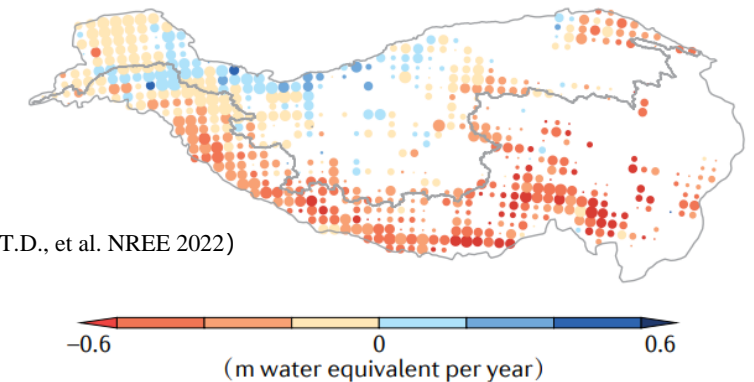 T.D., et al. NREE 2022)
−0.6 0 0.6
(m water equivalent per year)